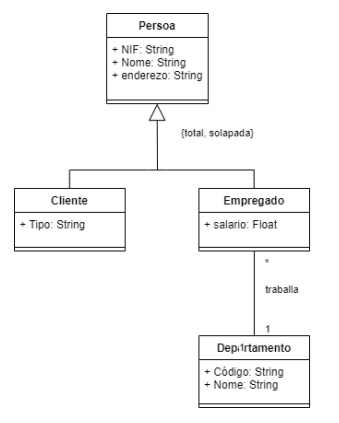 Persoa
+ NIF: String
+ Nome: String
+ enderezo: String
{total, solapada}
Cliente
+ Tipo: String
Empregado
+ salario: Float
*
traballa
1
Departamento
+ Código: String
+ Nome: String